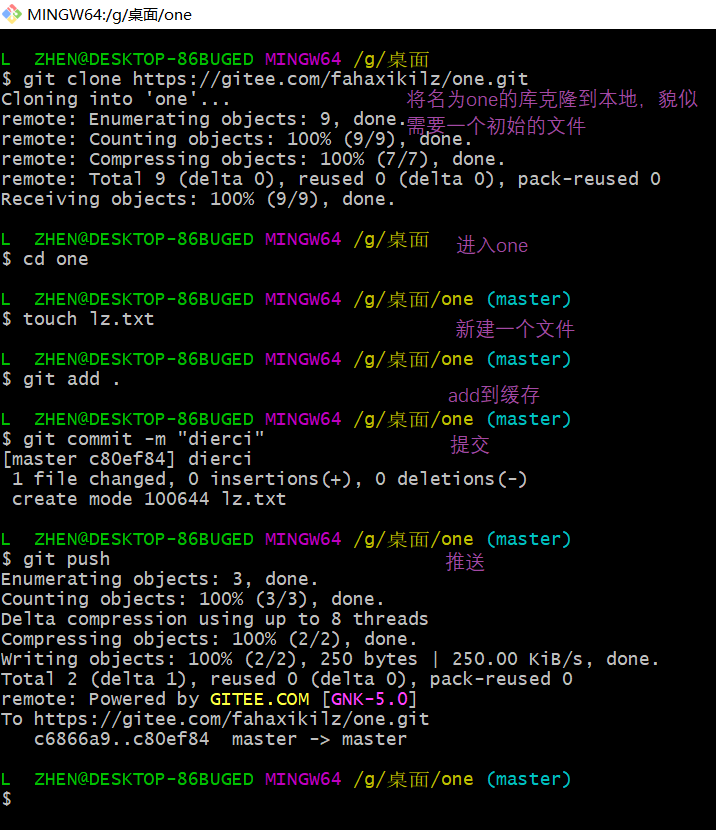 MINGW64:/g/桌面/one
L  ZHEN@DESKTOP-86BUGED MINGW64 /g/桌面
$ git clone https://gitee.com/fahaxikilz/one.git
Cloning into 'one'...
将名为one的库克隆到本地，貌似
remote: Enumerating objects: 9, done.
需要一个初始的文件
remote: Counting objects: 100% (9/9), done.
remote: Compressing objects: 100% (7/7), done.
remote: Total 9 (delta 0), reused 0 (delta 0), pack-reused 0
Receiving objects: 100% (9/9), done.
L  ZHEN@DESKTOP-86BUGED MINGW64 /g/桌面
进入one
$ cd one
L  ZHEN@DESKTOP-86BUGED MINGW64 /g/桌面/one (master)
$ touch lz.txt
新建一个文件
L  ZHEN@DESKTOP-86BUGED MINGW64 /g/桌面/one (master)
$ git add .
add到缓存
L  ZHEN@DESKTOP-86BUGED MINGW64 /g/桌面/one (master)
$ git commit -m "dierci"
提交
[master c80ef84] dierci
 1 file changed, 0 insertions(+), 0 deletions(-)
 create mode 100644 lz.txt
L  ZHEN@DESKTOP-86BUGED MINGW64 /g/桌面/one (master)
$ git push
推送
Enumerating objects: 3, done.
Counting objects: 100% (3/3), done.
Delta compression using up to 8 threads
Compressing objects: 100% (2/2), done.
Writing objects: 100% (2/2), 250 bytes | 250.00 KiB/s, done.
Total 2 (delta 1), reused 0 (delta 0), pack-reused 0
remote: Powered by GITEE.COM [GNK-5.0]
To https://gitee.com/fahaxikilz/one.git
   c6866a9..c80ef84  master -> master
L  ZHEN@DESKTOP-86BUGED MINGW64 /g/桌面/one (master)
$